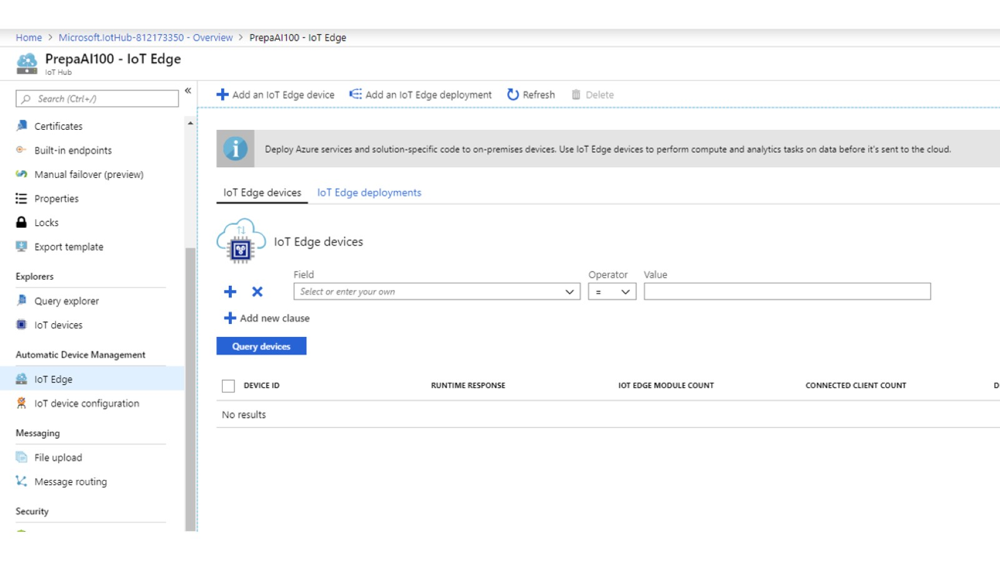 Home > Microsoft.IotHub-812173350 - Overview > PrepaAI100 - IoT Edge
PrepaAI100 - IoT Edge
IoT Hub
Search (Ctrl+/)
«
Certificates
Built-in endpoints
Manual failover (preview)
Properties
Locks
Export template
Explorers
Query explorer
IoT devices
Automatic Device Management
IoT Edge
IoT device configuration
Messaging
File upload
Message routing
Security
Add an IoT Edge device Add an IoT Edge deployment Refresh Delete
Deploy Azure services and solution-specific code to on-premises devices. Use IoT Edge devices to perform compute and analytics tasks on data before it's sent to the cloud.
IoT Edge devices IoT Edge deployments
IoT Edge devices
Field Operator Value
Select or enter your own =
Add new clause
Query devices
DEVICE ID RUNTIME RESPONSE IOT EDGE MODULE COUNT CONNECTED CLIENT COUNT
No results